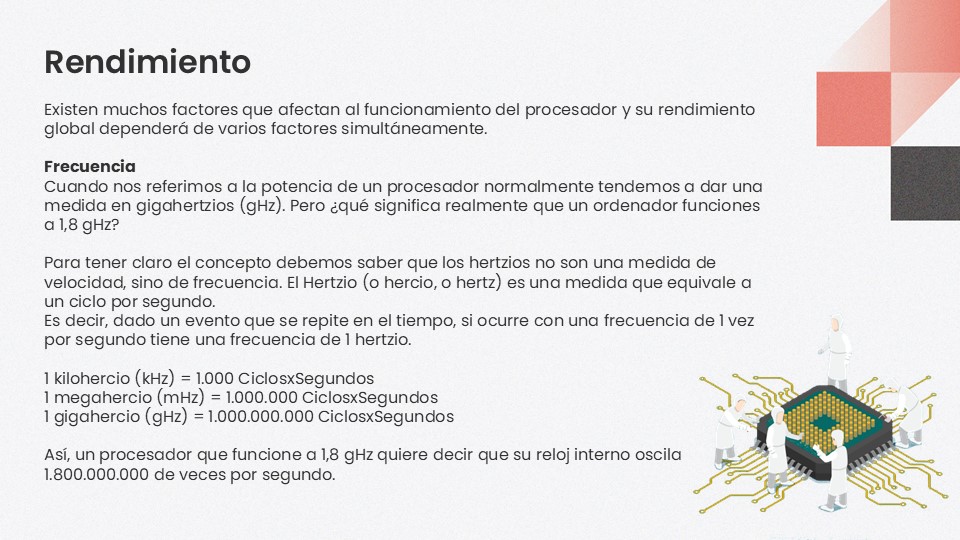 Rendimiento
Existen muchos factores que afectan al funcionamiento del procesador y su rendimiento
global dependerá de varios factores simultáneamente.
Frecuencia
Cuando nos referimos a la potencia de un procesador normalmente tendemos a dar una
medida en gigahertzios (gHz). Pero ¿qué significa realmente que un ordenador funciones
a 1,8 gHz?
Para tener claro el concepto debemos saber que los hertzios no son una medida de
velocidad, sino de frecuencia. El Hertzio (o hercio, o hertz) es una medida que equivale a
un ciclo por segundo.
Es decir, dado un evento que se repite en el tiempo, si ocurre con una frecuencia de 1 vez
por segundo tiene una frecuencia de 1 hertzio.
1 kilohercio (kHz) = 1.000 CiclosxSegundos
1 megahercio (mHz) = 1.000.000 CiclosxSegundos
1 gigahercio (gHz) = 1.000.000.000 CiclosxSegundos
Así, un procesador que funcione a 1,8 gHz quiere decir que su reloj interno oscila
1.800.000.000 de veces por segundo.